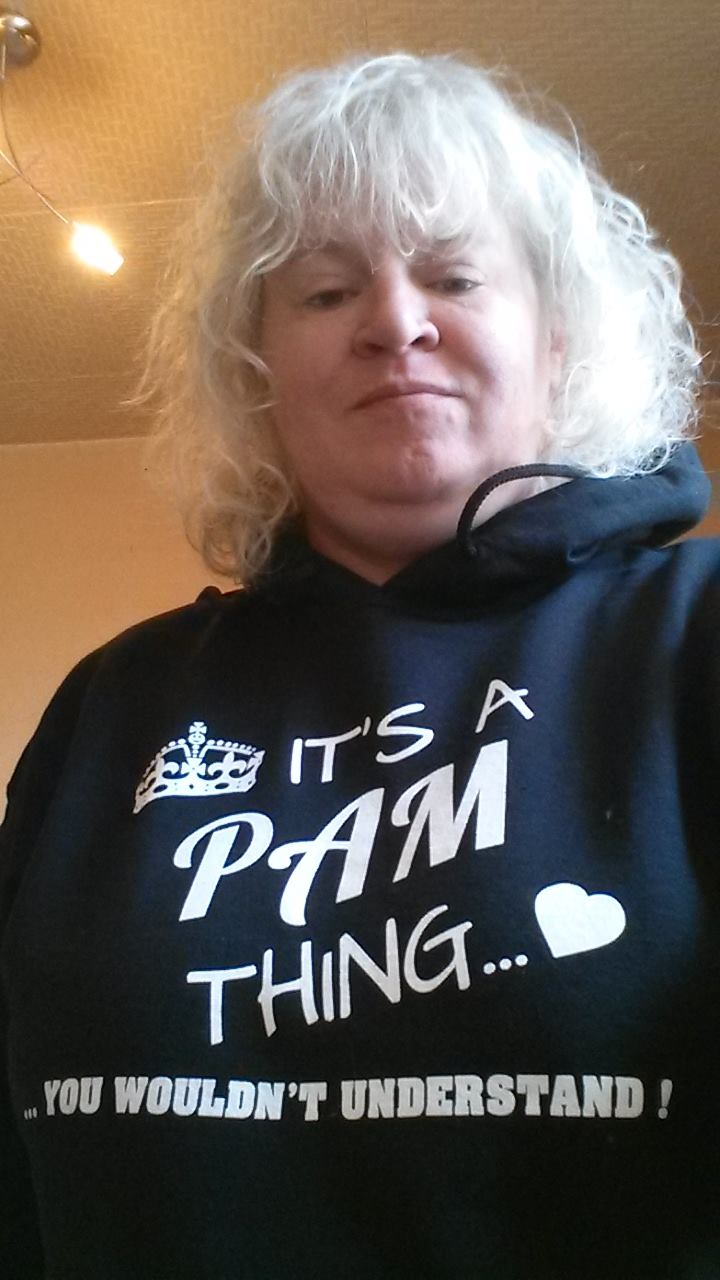 IT'S A
PAM
THING...
...YOU WOULDN'T UNDERSTAND !